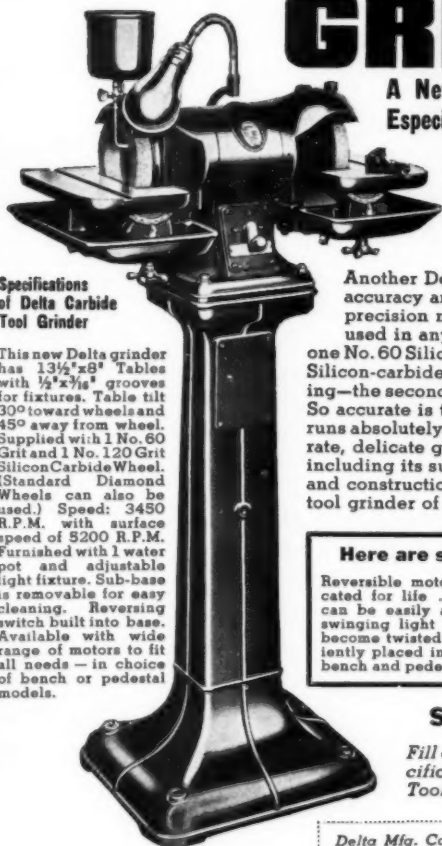 GRI
A Ne
Especi
Specifications
of Delta Carbide
Tool Grinder
This new Delta grinder
has 13½"x8" Tables
with ½"x3/16" grooves
for fixtures. Table tilt
30° toward wheels and
45° away from wheel.
Supplied with 1 No. 60
Grit and 1 No. 120 Grit
Silicon Carbide Wheel.
(Standard Diamond
Wheels can also be
used.) Speed: 3450
R.P.M. with surface
speed of 5200 R.P.M.
Furnished with 1 water
pot and adjustable
light fixture. Sub-base
is removable for easy
cleaning. Reversing
switch built into base.
Available with wide
range of motors to fit
all needs — in choice
of bench or pedestal
models.
Another De
accuracy an
precision m
used in any
one No. 60 Silic
Silicon-carbide
ing—the second
So accurate is t
runs absolutely
rate, delicate g
including its su
and constructio
tool grinder of
Here are s
Reversible moto
cated for life .
can be easily
swinging light
become twisted
iently placed in
bench and pedes
S
Fill
cific
Tool
Delta Mfg. Co